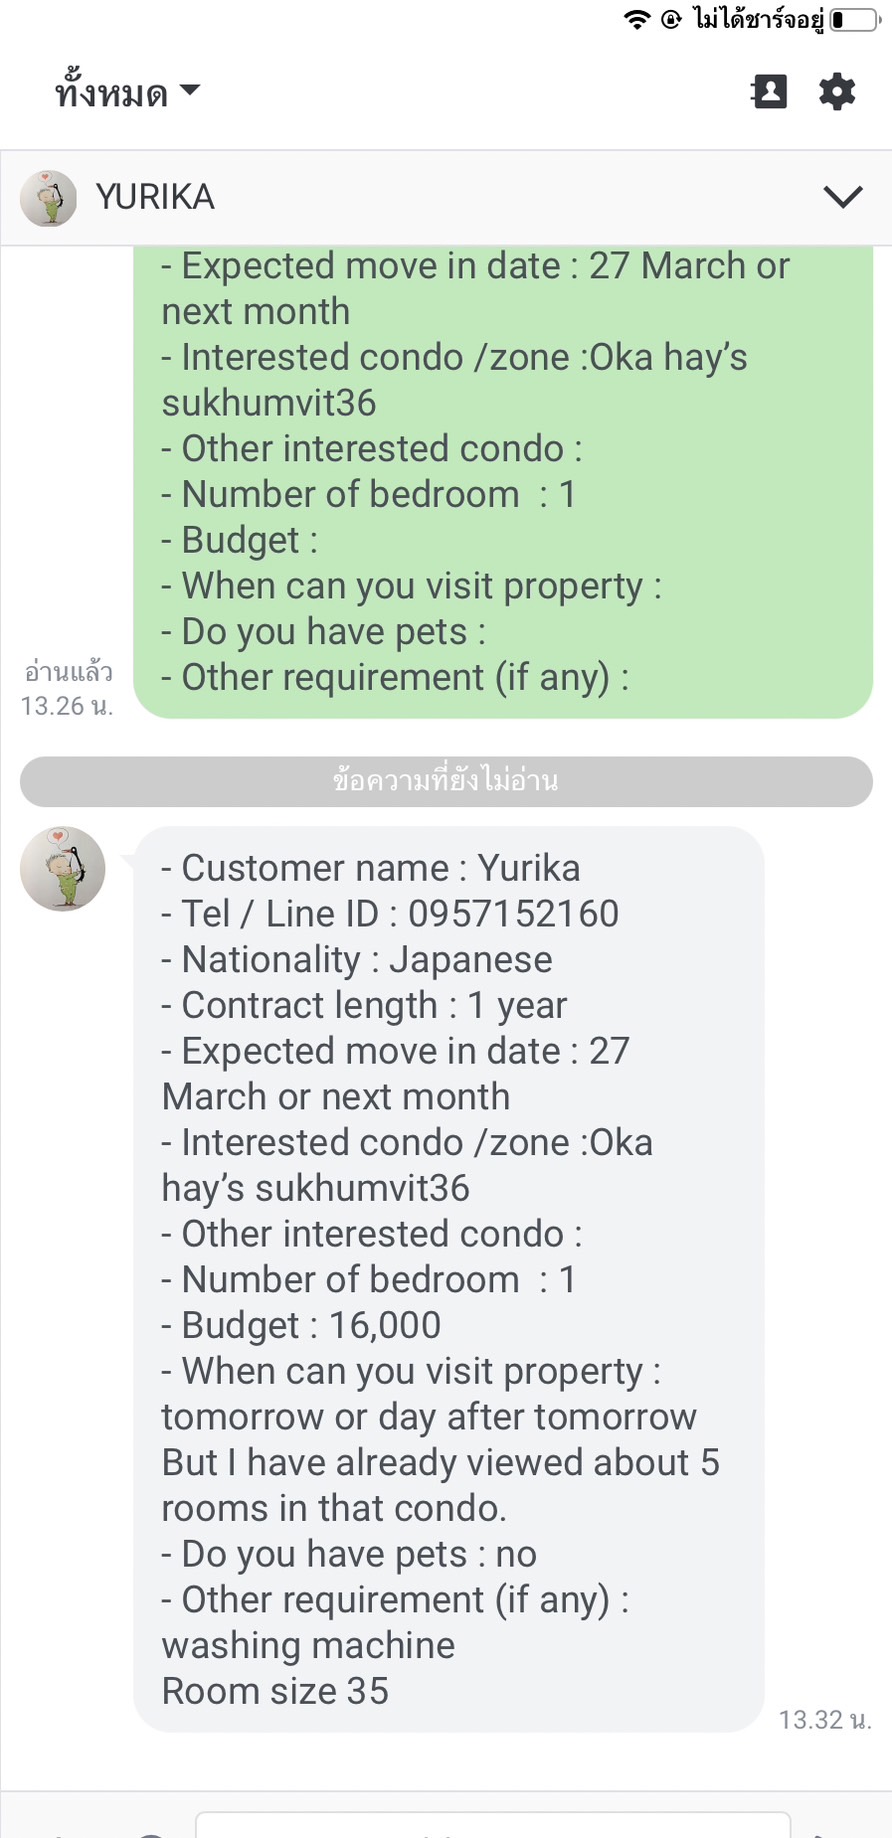 ไม่ได้ชาร์จอยู่
ทั้งหมด
YURIKA
- Expected move in date : 27 March or
next month
- Interested condo /zone :Oka hay’s
sukhumvit36
- Other interested condo :
- Number of bedroom  : 1
- Budget :
- When can you visit property :
- Do you have pets :
- Other requirement (if any) :
อ่านแล้ว
13.26 น.
ข้อความที่ยังไม่อ่าน
- Customer name : Yurika
- Tel / Line ID : 0957152160
- Nationality : Japanese
- Contract length : 1 year
- Expected move in date : 27
March or next month
- Interested condo /zone :Oka
hay’s sukhumvit36
- Other interested condo :
- Number of bedroom  : 1
- Budget : 16,000
- When can you visit property :
tomorrow or day after tomorrow
But I have already viewed about 5
rooms in that condo.
- Do you have pets : no
- Other requirement (if any) :
washing machine
Room size 35
13.32 น.